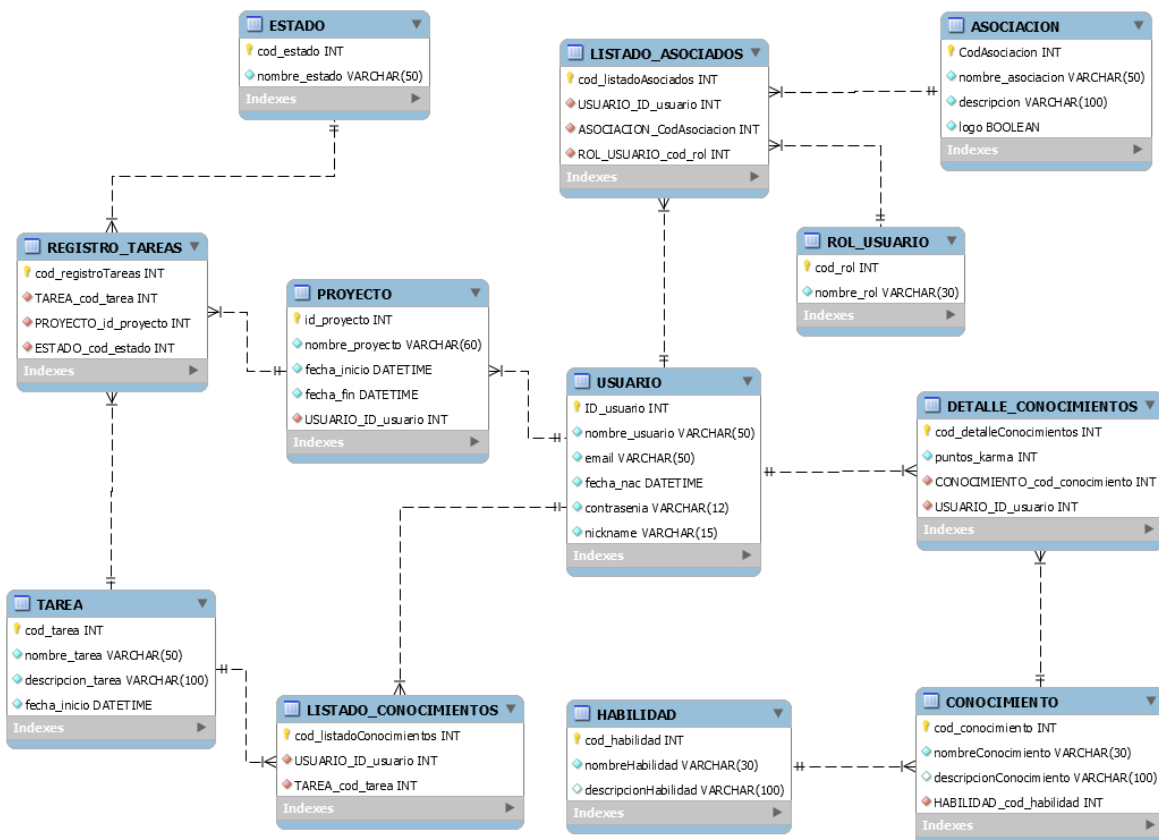 ESTADO
cod_estado INT
nombre_estado VARCHAR(50)
Indexes
LISTADO_ASOCIADOS
cod_listadoAsociados INT
USUARIO_ID_usuario INT
ASOCIACION_CodAsociacion INT
ROL_USUARIO_cod_rol INT
Indexes
ASOCIACION
CodAsociacion INT
nombre_asociacion VARCHAR(50)
descripcion VARCHAR(100)
logo BOOLEAN
Indexes
REGISTRO_TAREAS
cod_registroTareas INT
TAREA_cod_tarea INT
PROYECTO_id_proyecto INT
ESTADO_cod_estado INT
Indexes
PROYECTO
id_proyecto INT
nombre_proyecto VARCHAR(60)
fecha_inicio DATETIME
fecha_fin DATETIME
USUARIO_ID_usuario INT
Indexes
ROL_USUARIO
cod_rol INT
nombre_rol VARCHAR(30)
Indexes
USUARIO
ID_usuario INT
nombre_usuario VARCHAR(50)
email VARCHAR(50)
fecha_nac DATETIME
contrasenia VARCHAR(12)
nickname VARCHAR(15)
Indexes
DETALLE_CONOCIMIENTOS
cod_detalleConocimientos INT
puntos_karma INT
CONOCIMIENTO_cod_conocimiento INT
USUARIO_ID_usuario INT
Indexes
TAREA
cod_tarea INT
nombre_tarea VARCHAR(50)
descripcion_tarea VARCHAR(100)
fecha_inicio DATETIME
Indexes
LISTADO_CONOCIMIENTOS
cod_listadoConocimientos INT
USUARIO_ID_usuario INT
TAREA_cod_tarea INT
Indexes
HABILIDAD
cod_habilidad INT
nombreHabilidad VARCHAR(30)
descripcionHabilidad VARCHAR(100)
Indexes
CONOCIMIENTO
cod_conocimiento INT
nombreConocimiento VARCHAR(30)
descripcionConocimiento VARCHAR(100)
HABILIDAD_cod_habilidad INT
Indexes